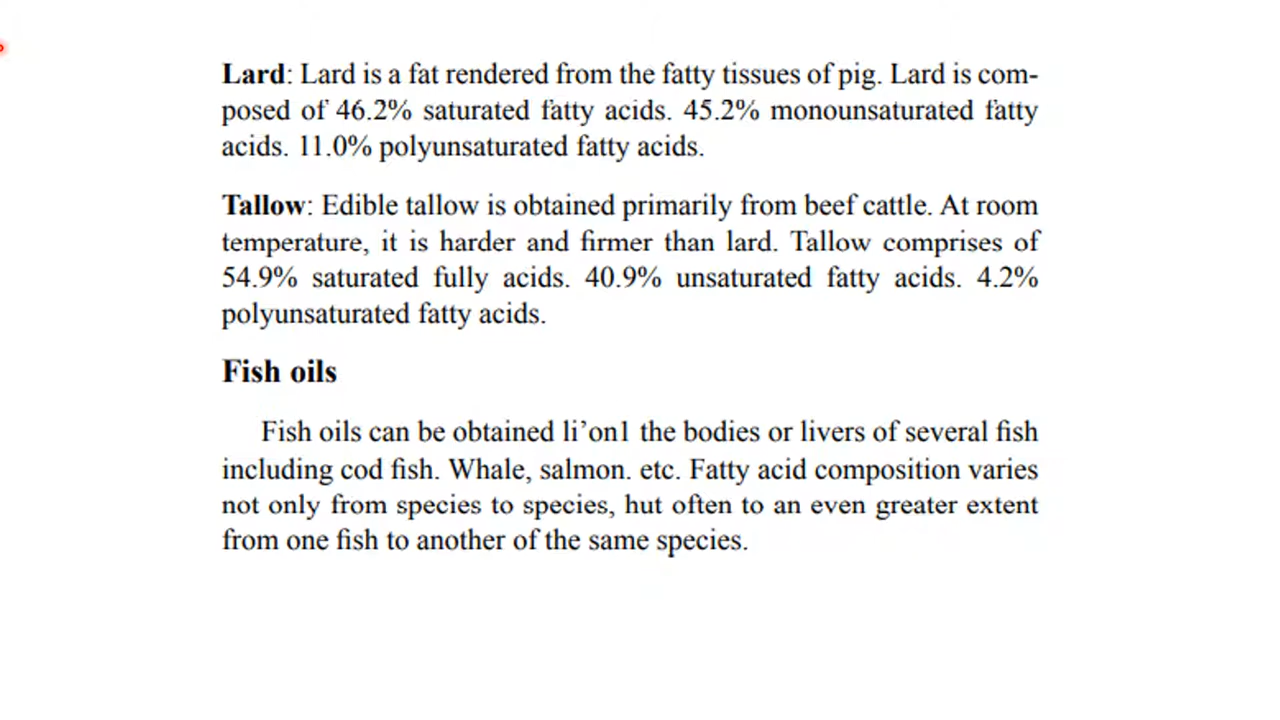 Lard: Lard is a fat rendered from the fatty tissues of pig. Lard is com-
posed of 46.2% saturated fatty acids. 45.2% monounsaturated fatty
acids. 11.0% polyunsaturated fatty acids.
Tallow: Edible tallow is obtained primarily from beef cattle. At room
temperature, it is harder and firmer than lard. Tallow comprises of
54.9% saturated fully acids. 40.9% unsaturated fatty acids. 4.2%
polyunsaturated fatty acids.
Fish oils
Fish oils can be obtained li’on1 the bodies or livers of several fish
including cod fish. Whale, salmon. etc. Fatty acid composition varies
not only from species to species, hut often to an even greater extent
from one fish to another of the same species.